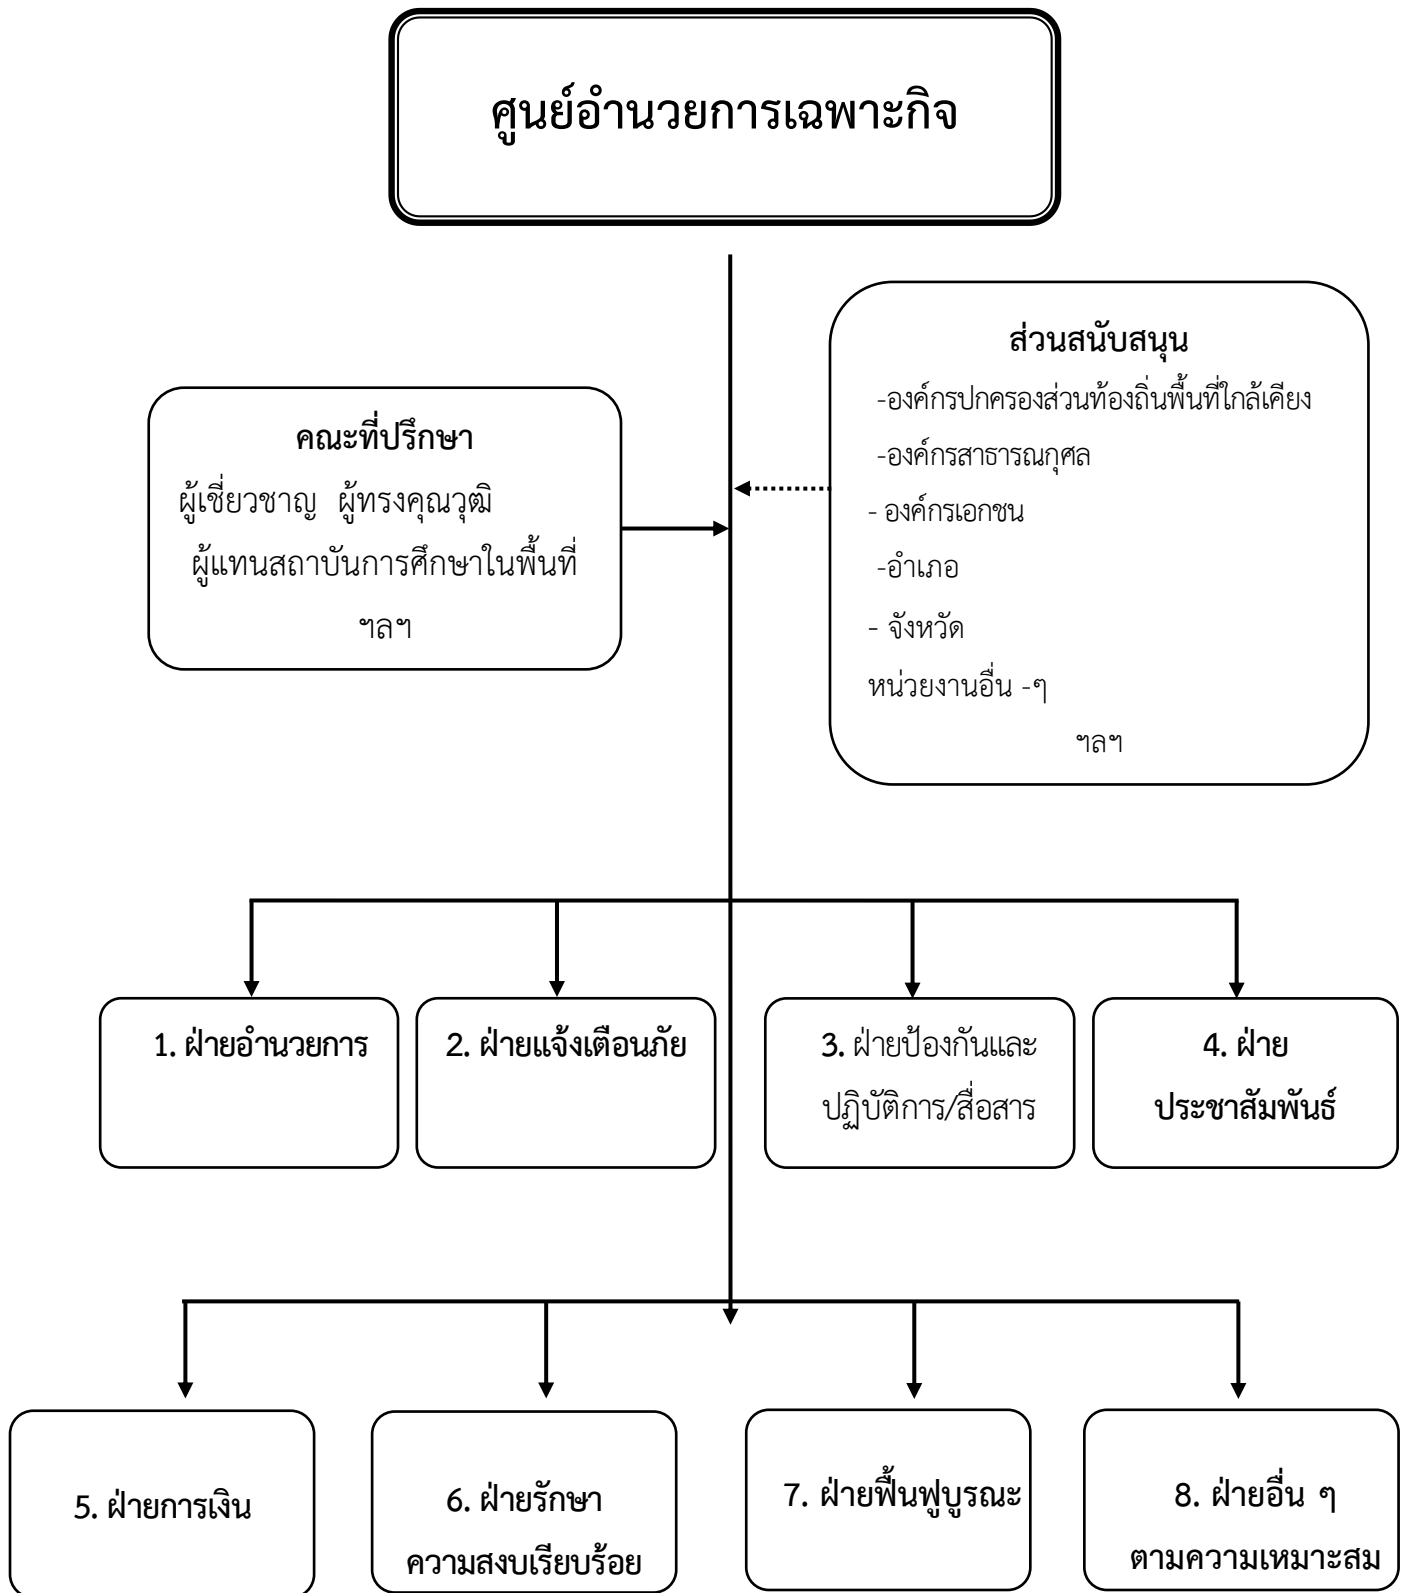 ศูนย์อำนวยการเฉพาะกิจ
ส่วนสนับสนุน
-องค์กรปกครองส่วนท้องถิ่นพื้นที่ใกล้เคียง
-องค์กรสาธารณกุศล
- องค์กรเอกชน
-อำเภอ
- จังหวัด
หน่วยงานอื่น -ๆ
ฯลฯ
คณะที่ปรึกษา
ผู้เชี่ยวชาญ ผู้ทรงคุณวุฒิ
ผู้แทนสถาบันการศึกษาในพื้นที่
ฯลฯ
1. ฝ่ายอำนวยการ
2. ฝ่ายแจ้งเตือนภัย
3. ฝ่ายป้องกันและ
ปฏิบัติการ/สื่อสาร
4. ฝ่าย
ประชาสัมพันธ์
5. ฝ่ายการเงิน
6. ฝ่ายรักษา
ความสงบเรียบร้อย
7. ฝ่ายฟื้นฟูบูรณะ
8. ฝ่ายอื่น ๆ
ตามความเหมาะสม